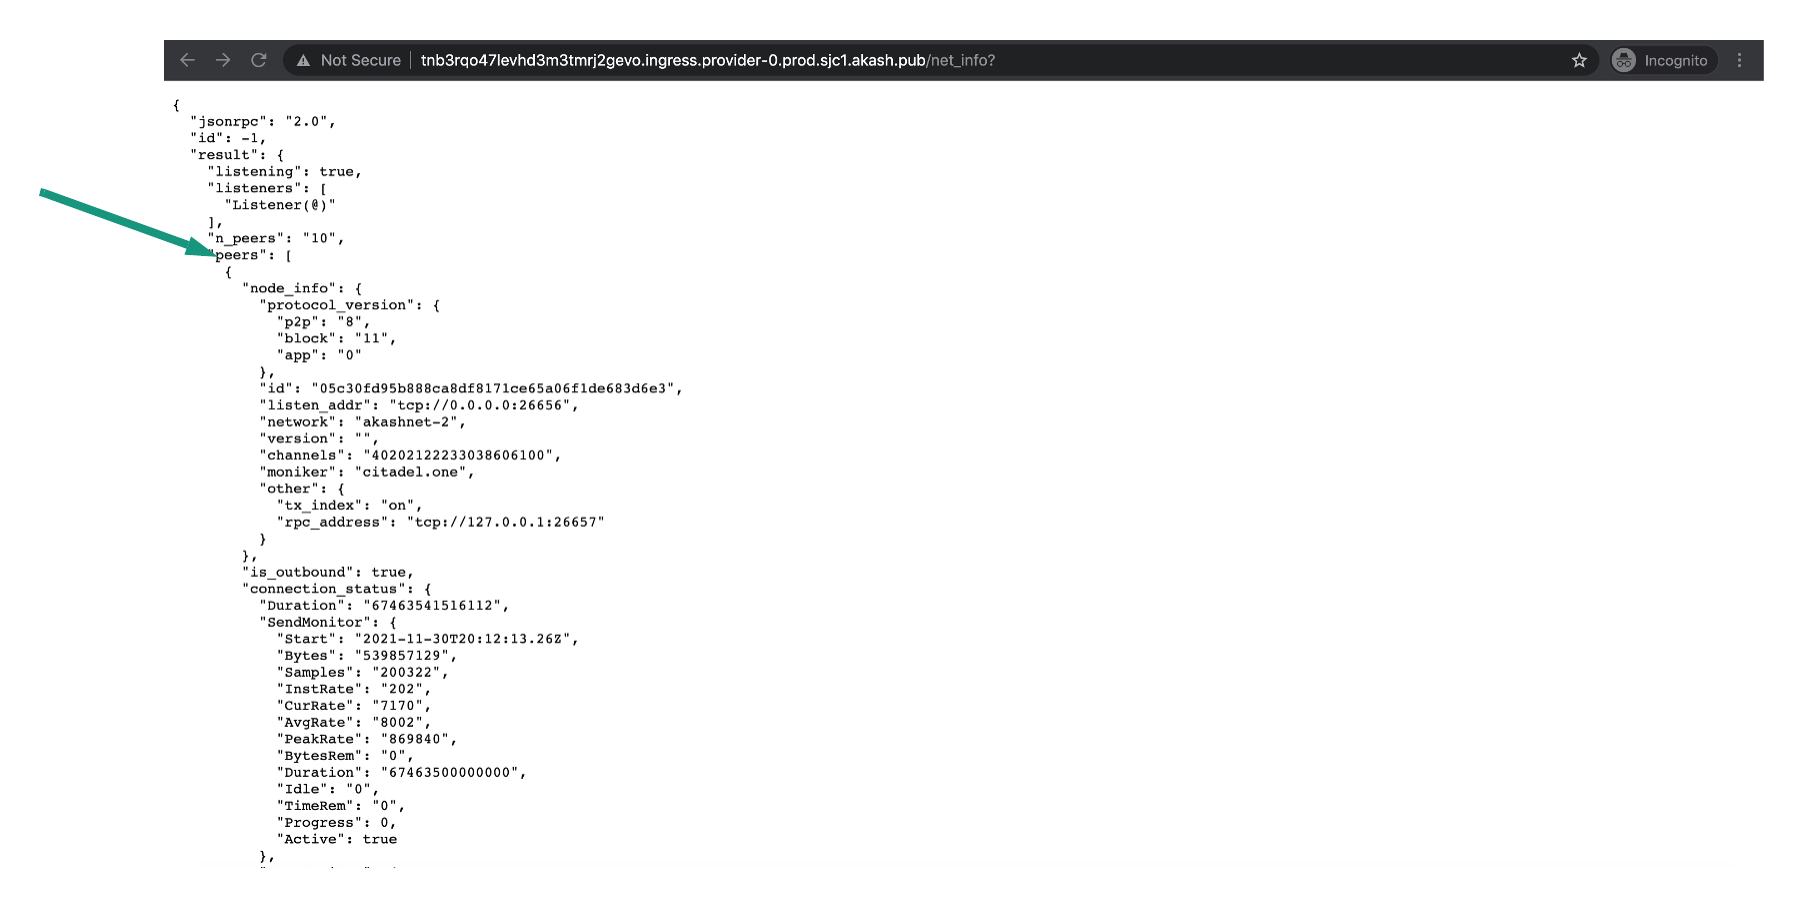 Not Secure | tnb3rqo47levhd3m3tmrj2gevo.ingress.provider-0.prod.sjc1.akash.pub/net_info? Incognito
{
"jsonrpc": "2.0",
"id": -1,
"result": {
"listening": true,
"listeners": [
"Listener(@)"
],
"n_peers": "10",
"peers": [
{
"node_info": {
"protocol_version": {
"p2p": "8",
"block": "11",
"app": "0"
},
"id": "05c30fd95b888ca8df8171ce65a06f1de683d6e3",
"listen_addr": "tcp://0.0.0.0:26656",
"network": "akashnet-2",
"version": "",
"channels": "40202122233038606100",
"moniker": "citadel.one",
"other": {
"tx_index": "on",
"rpc_address": "tcp://127.0.0.1:26657"
}
},
"is_outbound": true,
"connection_status": {
"Duration": "67463541516112",
"SendMonitor": {
"Start": "2021-11-30T20:12:13.26Z",
"Bytes": "539857129",
"Samples": "200322",
"InstRate": "202",
"CurRate": "7170",
"AvgRate": "8002",
"PeakRate": "869840",
"BytesRem": "0",
"Duration": "67463500000000",
"Idle": "0",
"TimeRem": "0",
"Progress": 0,
"Active": true
},